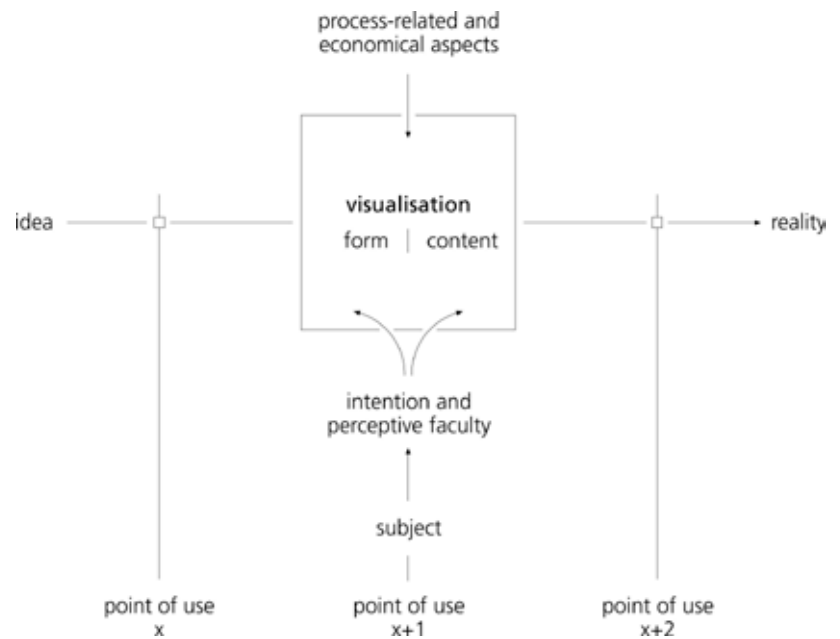 process-related and
economical aspects
visualisation
idea
form | content
reality
intention and
perceptive faculty
subject
point of use
x
point of use
x+1
point of use
x+2